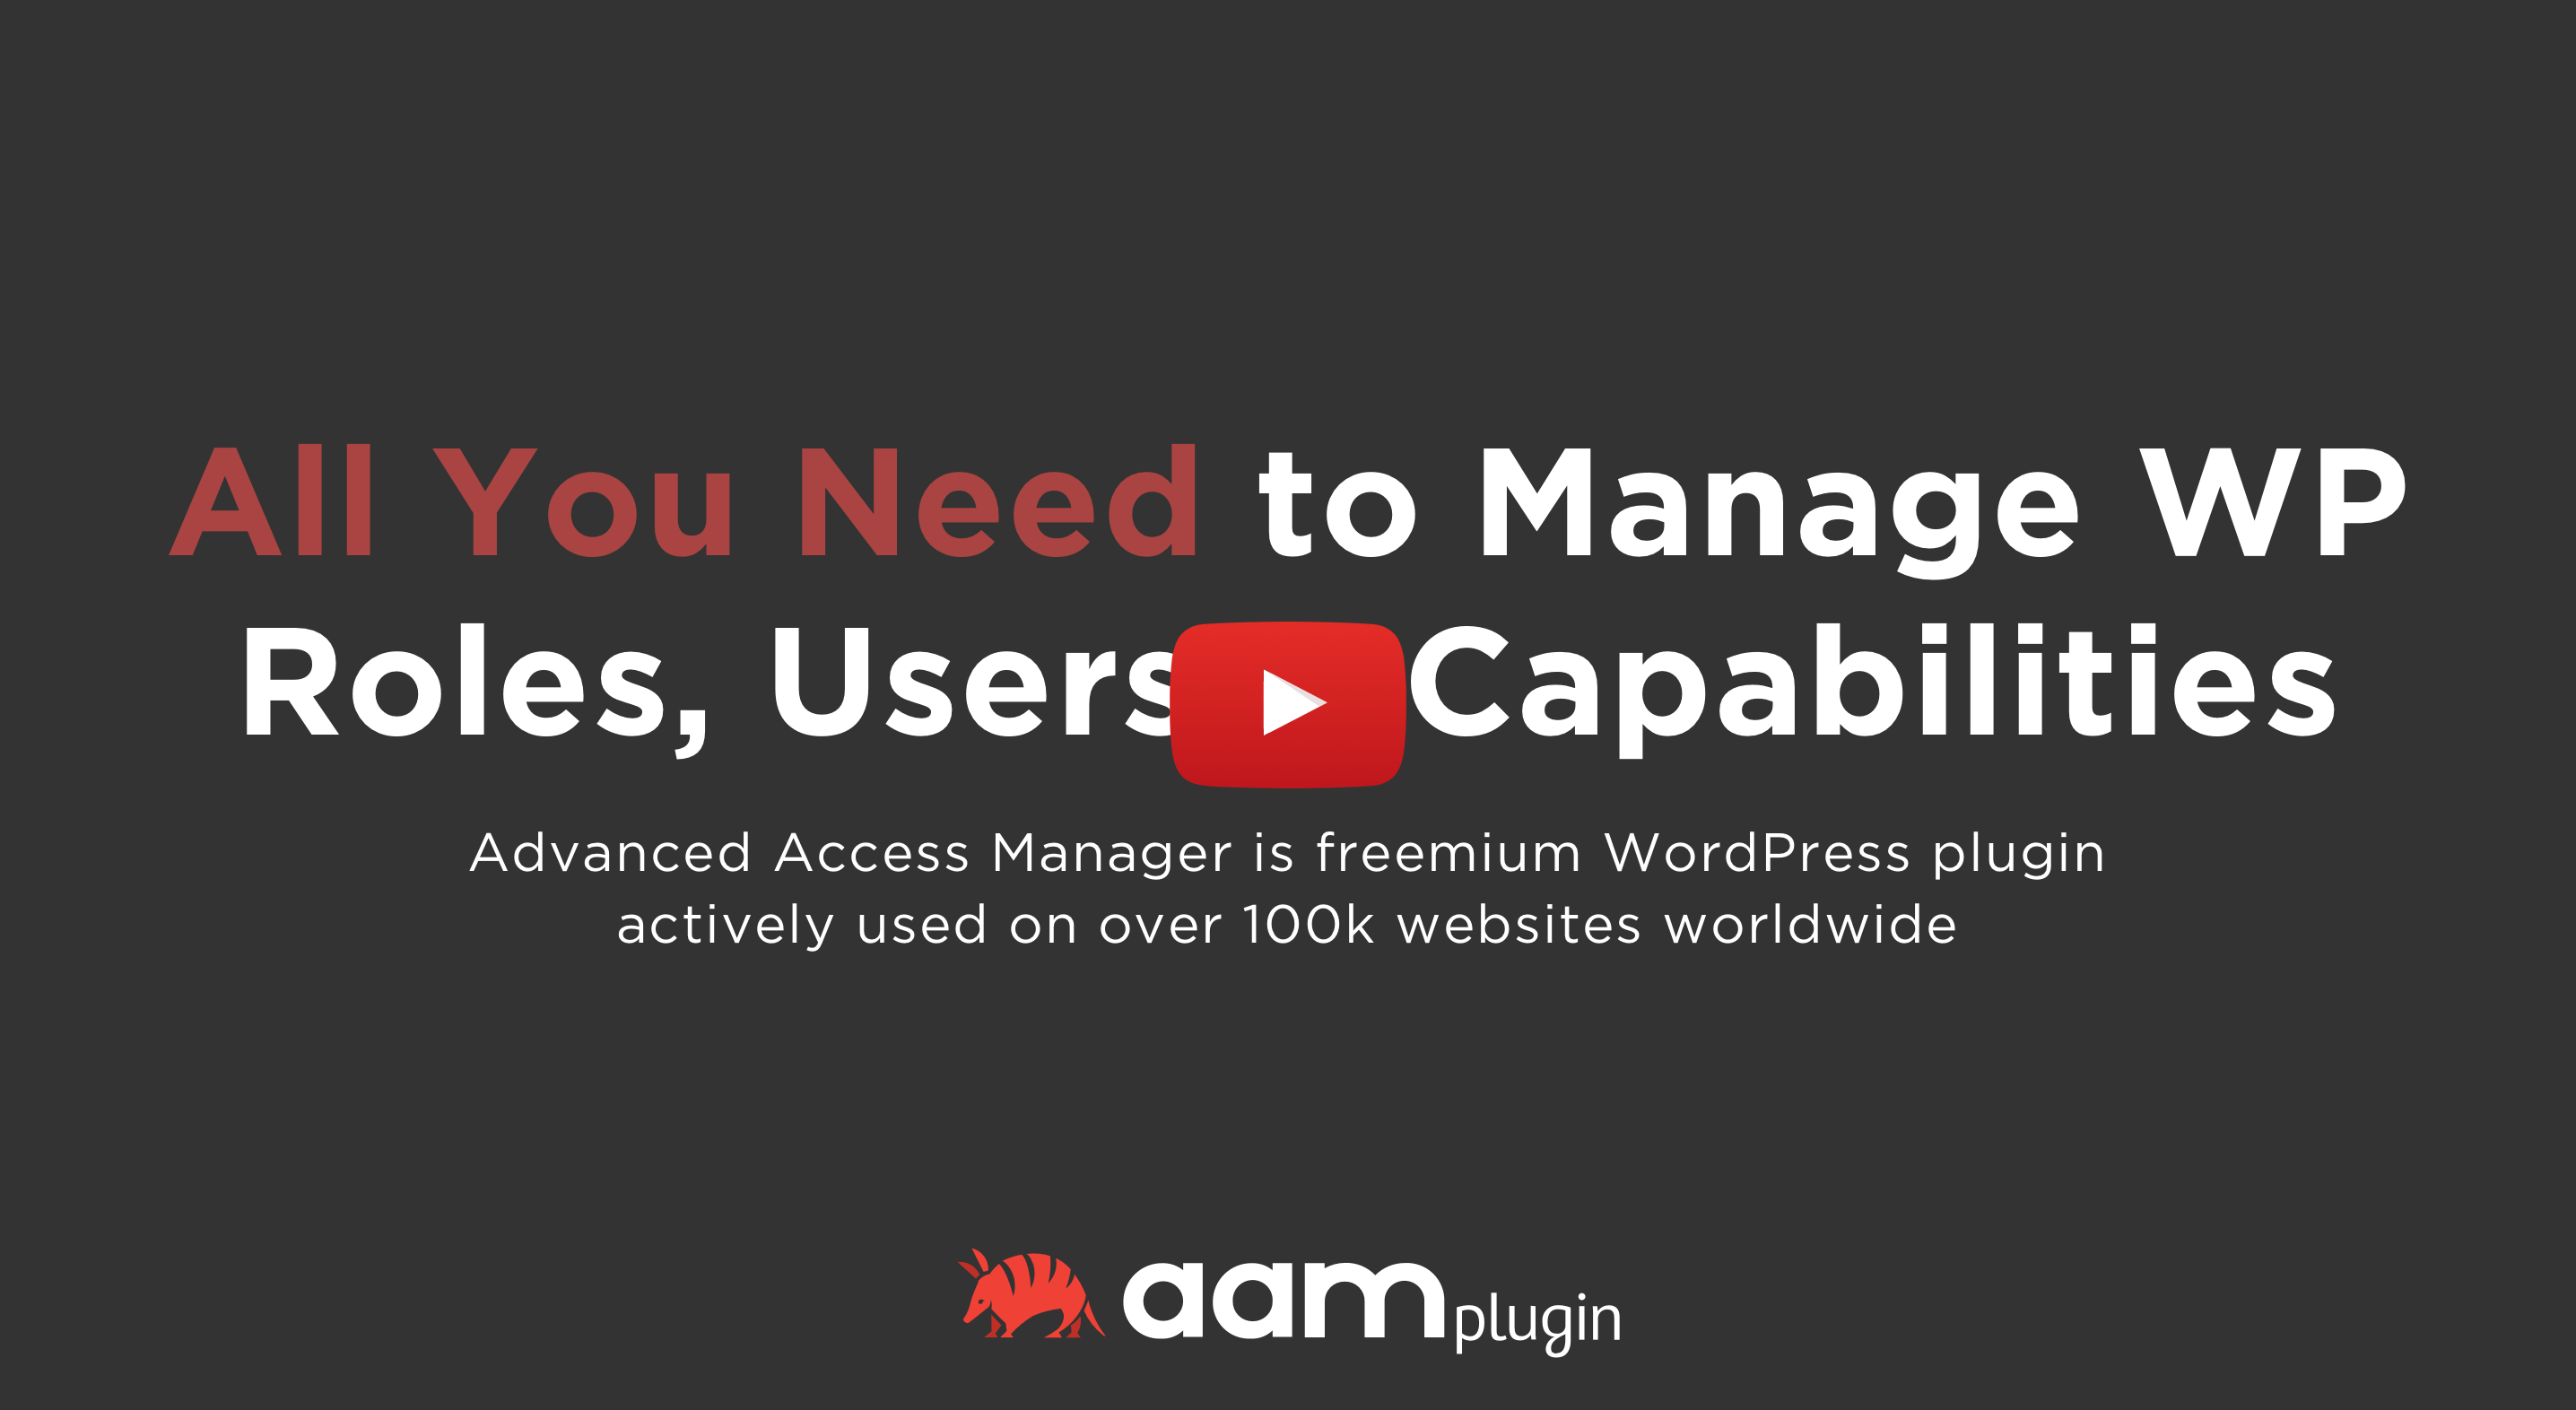 All You Need to Manage WP
Roles, Users Capabilities
Advanced Access Manager is freemium WordPress plugin
actively used on over 100k websites worldwide
aam plugin